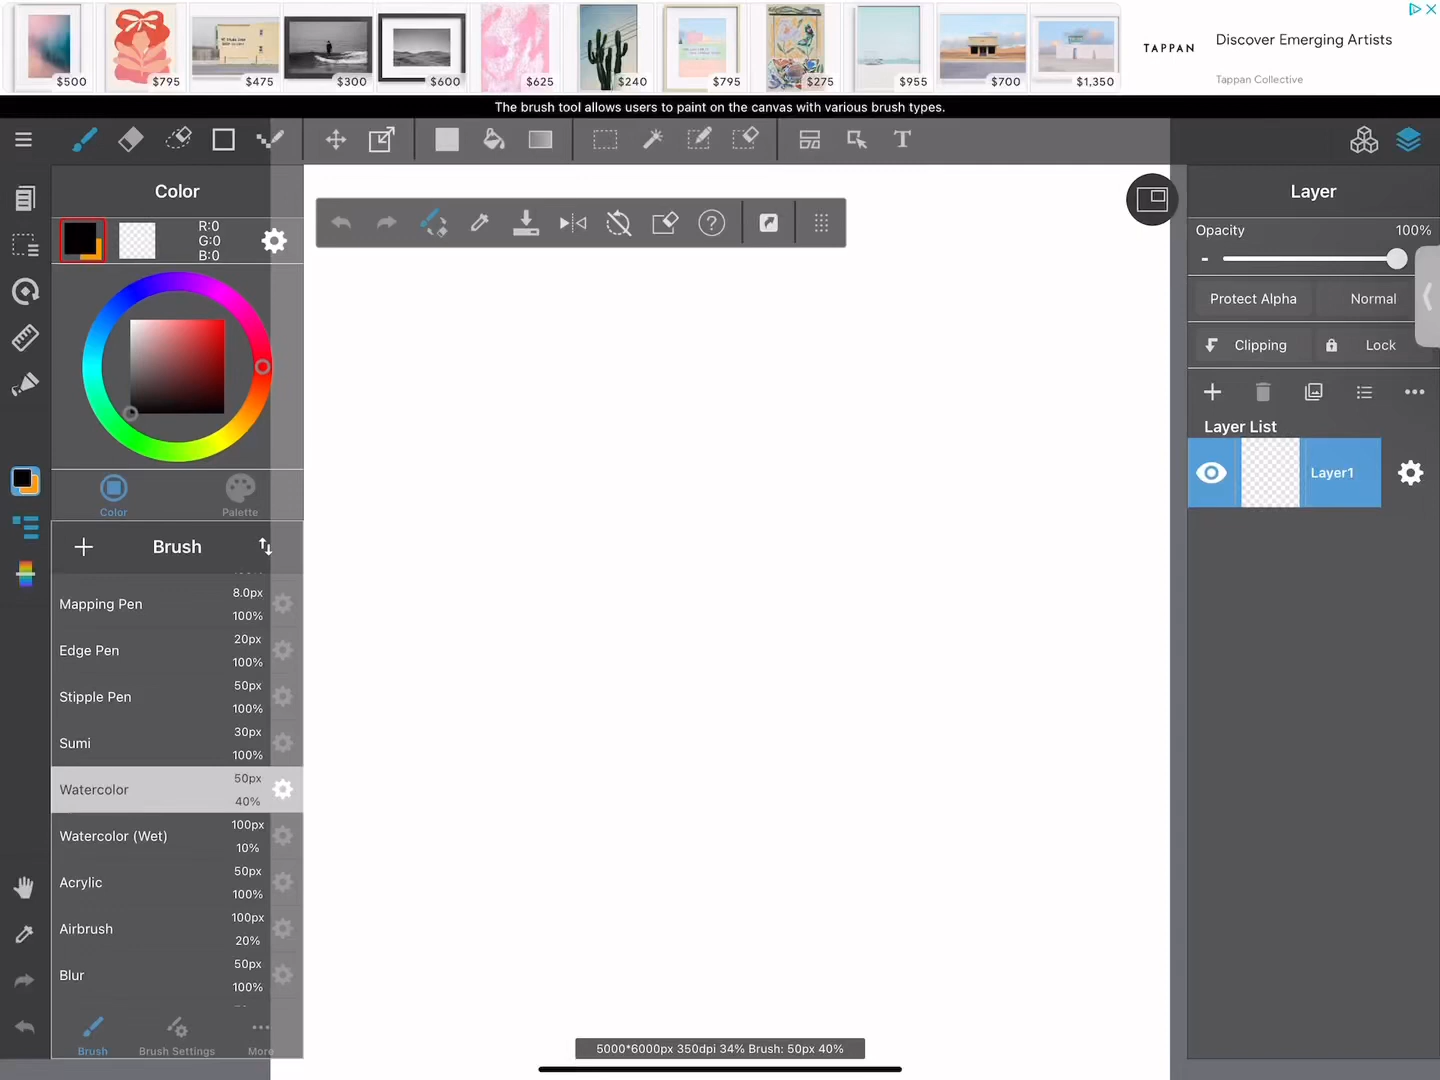 $500
$795
$475
$300
$600
$625
$240
$795
$275
$955
$700
$1,350
TAPPAN
Discover Emerging Artists
Tappan Collective
The brush tool allows users to paint on the canvas with various brush types.
Color
R:0
G:0
B:0
Color
Palette
Brush
Mapping Pen
8.0px
100%
Edge Pen
20px
100%
Stipple Pen
50px
100%
Sumi
30px
100%
Watercolor
50px
40%
Watercolor (Wet)
100px
10%
Acrylic
50px
100%
Airbrush
100px
20%
Blur
50px
100%
Brush
Brush Settings
More
5000*6000px 350dpi 34% Brush: 50px 40%
Layer
Opacity
100%
Protect Alpha
Normal
Clipping
Lock
Layer List
Layer1